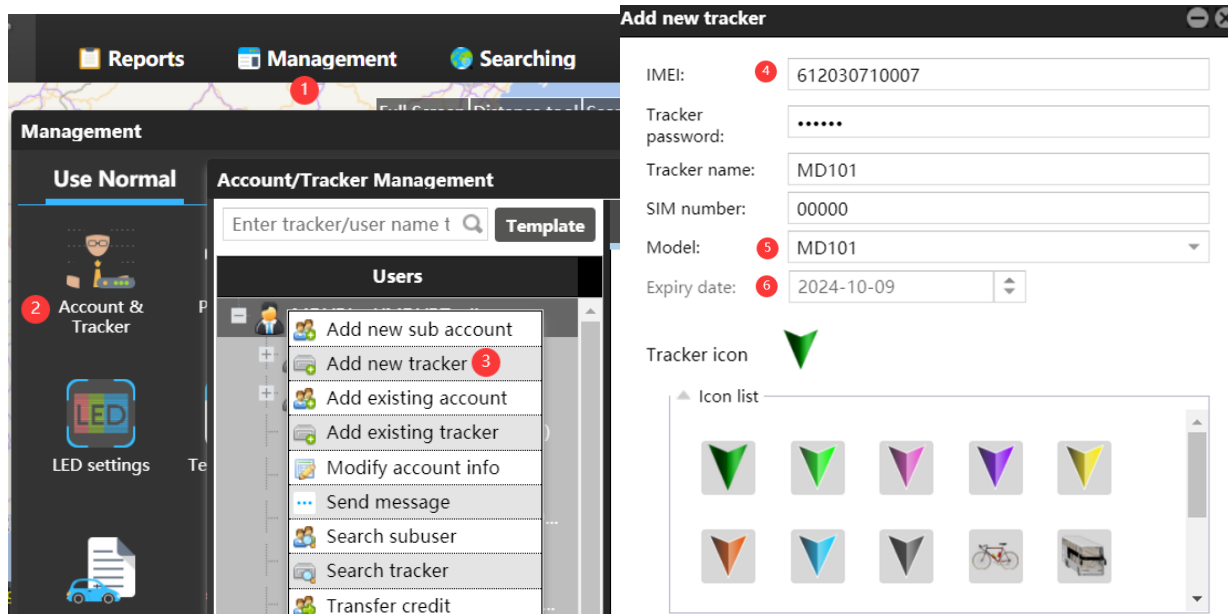 Reports
Management
Searching
1
Full Screen Distance tool
Management
Use Normal
Account/Tracker Management
Enter tracker/user name t
Template
Users
2
Account &
Tracker
LED
LED settings
Add new sub account
Add new tracker 3
Add existing account
Add existing tracker
)
Modify account info
Send message
...
Search subuser
Search tracker
Transfer credit
...
Add new tracker
IMEI: 4 612030710007
Tracker
password: ••••••
Tracker name: MD101
SIM number: 00000
Model: 5 MD101
Expiry date: 6 2024-10-09
Tracker icon
Icon list